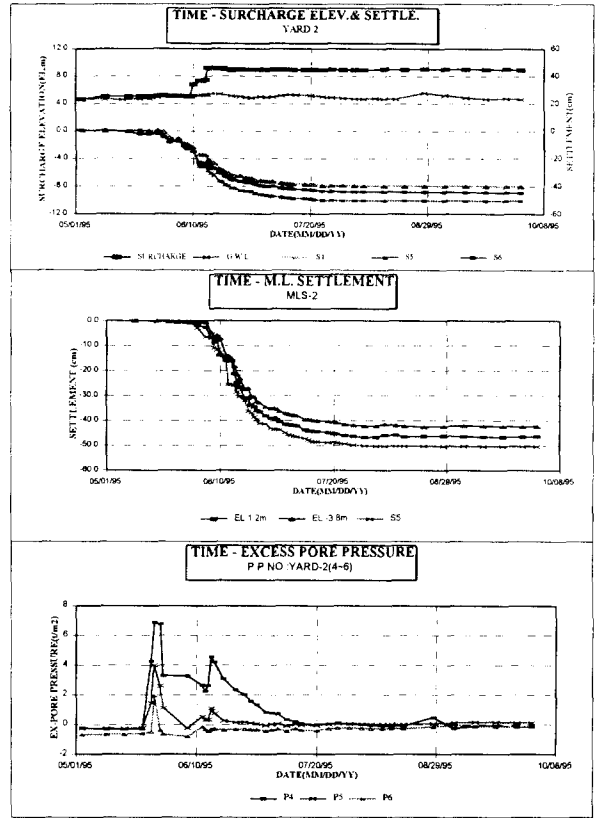 TIME - SURCHARGE ELEV.& SETTLE.
YARD 2
SURCHARGE ELEVATION(EL,m)
12.0
8.0
4.0
0.0
-4.0
-8.0
-12.0
60
40
20
0
-20
-40
-60
SETTLEMENT(cm)
05/01/95 06/10/95 07/20/95 08/29/95 10/08/95
DATE(MM/DD/YY)
SURCHARGE G.W.L S1 S5 S6
TIME - M.L. SETTLEMENT
MLS-2
SETTLEMENT (cm)
0.0
-10.0
-20.0
-30.0
-40.0
-50.0
-60.0
05/01/95 06/10/95 07/20/95 08/29/95 10/08/95
DATE(MM/DD/YY)
EL 1.2m EL -3.8m S5
TIME - EXCESS PORE PRESSURE
P P NO :YARD-2(4~6)
EX-PORE PRESSURE(t/m2)
8
6
4
2
0
-2
05/01/95 06/10/95 07/20/95 08/29/95 10/08/95
DATE(MM/DD/YY)
P4 P5 P6